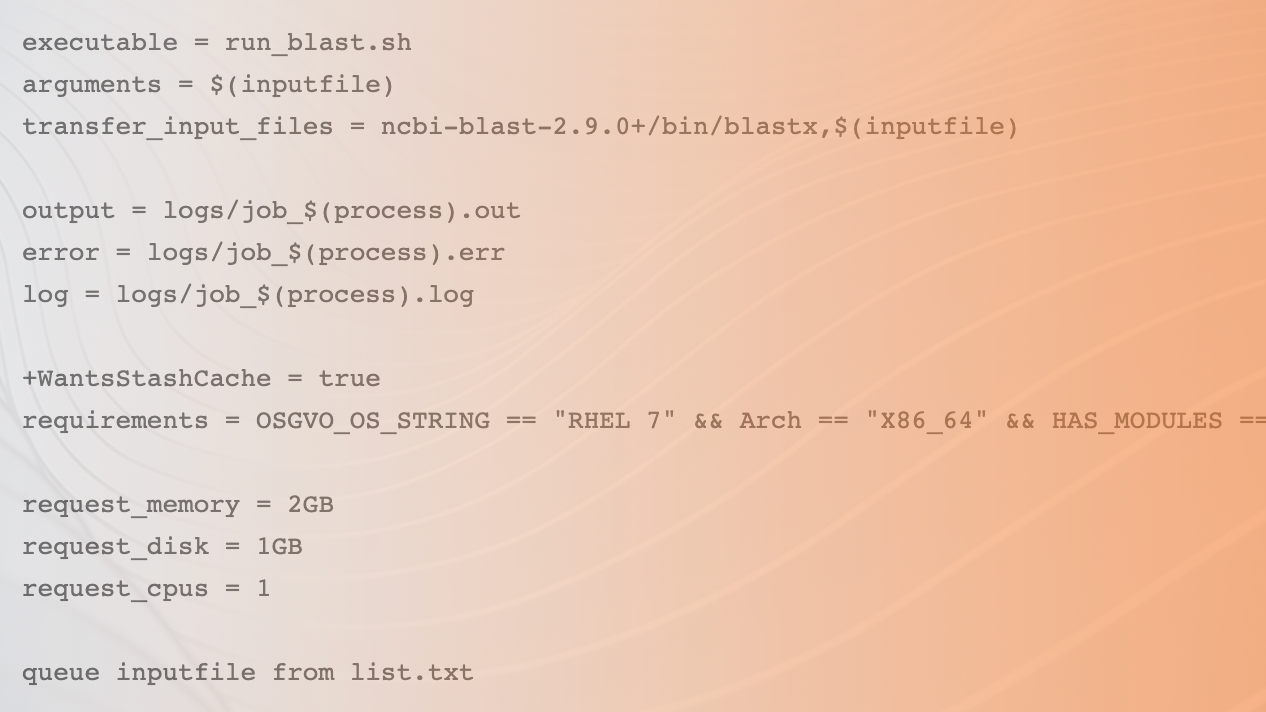 executable = run_blast.sh
arguments = $(inputfile)
transfer_input_files = ncbi-blast-2.9.0+/bin/blastx,$(inputfile)
output = logs/job_$(process).out
error = logs/job_$(process).err
log = logs/job_$(process).log
+WantsStashCache = true
requirements = OSGVO_OS_STRING == "RHEL 7" && Arch == "X86_64" && HAS_MODULES ==
request_memory = 2GB
request_disk = 1GB
request_cpus = 1
queue inputfile from list.txt